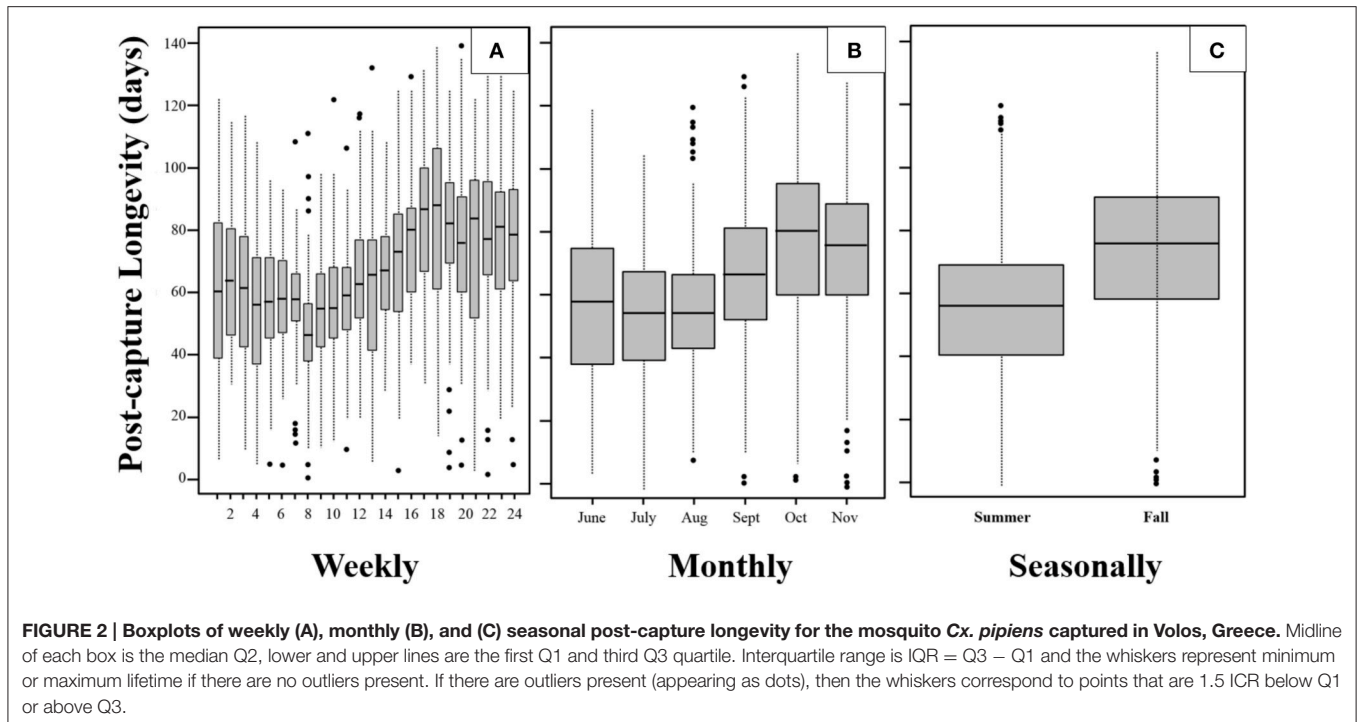 Post-capture Longevity (days)
140
120
100
80
60
40
20
0
A
2 4 6 8 10 12 14 16 18 20 22 24
Weekly
B
June July Aug Sept Oct Nov
Monthly
C
Summer Fall
Seasonally
FIGURE 2 | Boxplots of weekly (A), monthly (B), and (C) seasonal post-capture longevity for the mosquito Cx. pipiens captured in Volos, Greece. Midline
of each box is the median Q2, lower and upper lines are the first Q1 and third Q3 quartile. Interquartile range is IQR = Q3 − Q1 and the whiskers represent minimum
or maximum lifetime if there are no outliers present. If there are outliers present (appearing as dots), then the whiskers correspond to points that are 1.5 ICR below Q1
or above Q3.